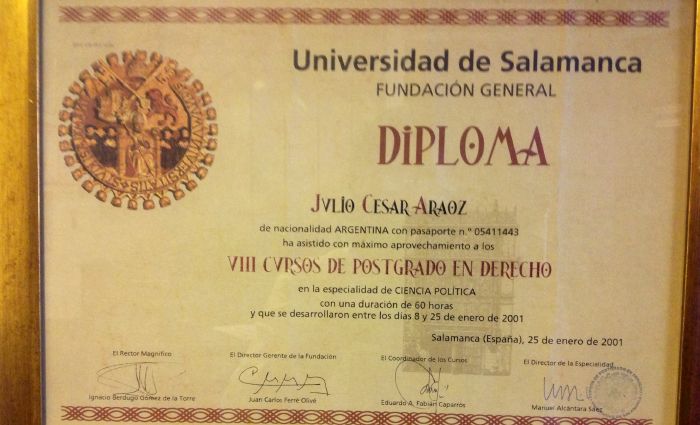 Universidad de Salamanca
FUNDACIÓN GENERAL
DiPLOMA
JVLIO CESAR ARAOZ
de nacionalidad ARGENTINA con pasaporte n.º 05411443
ha asistido con máximo aprovechamiento a los
VIII CVRSOS DE POSTGRADO EN DERECHO
en la especialidad de CIENCIA POLÍTICA
con una duración de 60 horas
y que se desarrollaron entre los días 8 y 25 de enero de 2001
Salamanca (España), 25 de enero de 2001
El Rector Magnífico
El Director Gerente de la Fundación
El Coordinador de los Cursos
El Director de la Especialidad
Ignacio Berdugo Gómez de la Torre
Juan Carlos Ferré Olivé
Eduardo A. Fabián Caparros
Manuel Alcántara Sáez